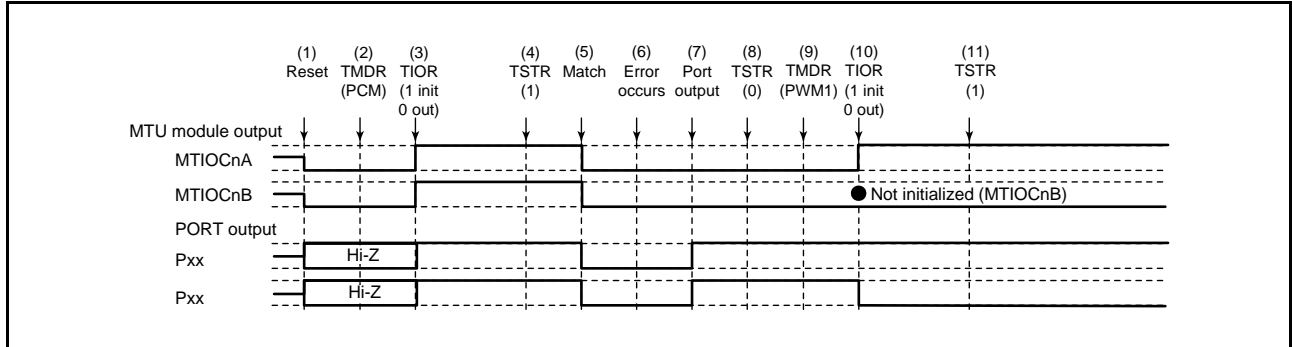 (1) (2) (3) (4) (5) (6) (7) (8) (9) (10) (11)
Reset TMDR TIOR TSTR Match Error Port TSTR TMDR TIOR TSTR
(PCM) (1 init (1) occurs output (0) (PWM1) (1 init (1)
0 out) 0 out)
MTU module output
MTIOCnA
MTIOCnB
Not initialized (MTIOCnB)
PORT output
Pxx Hi-Z
Pxx Hi-Z